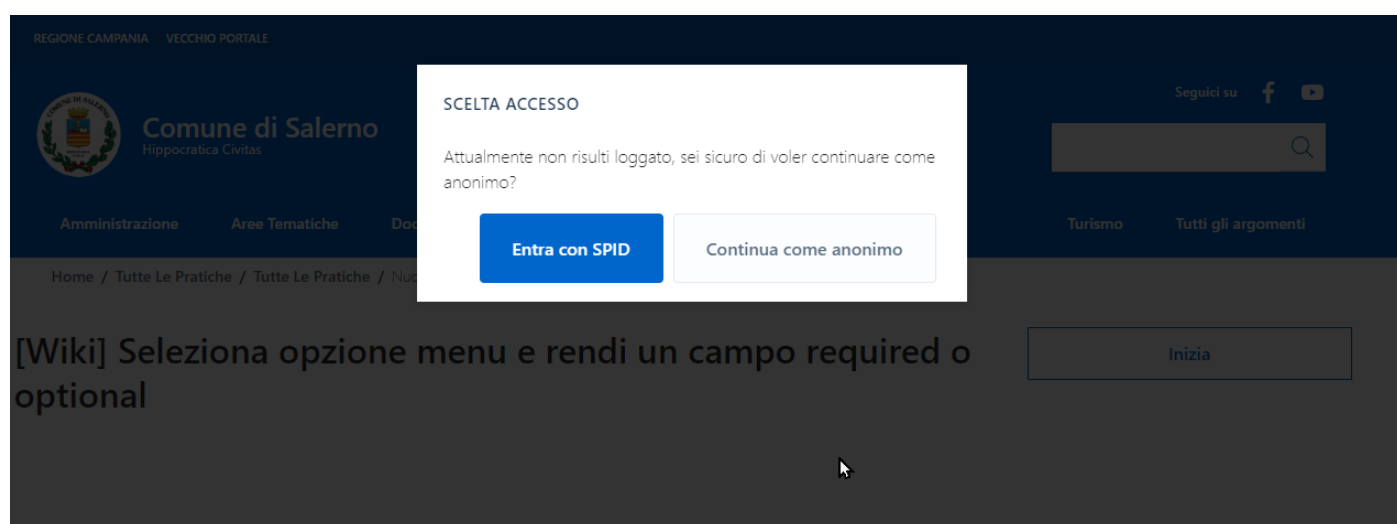 REGIONE CAMPANIA VECCHIO PORTALE
SCELTA ACCESSO
Attualmente non risulti loggato, sei sicuro di voler continuare come
anonimo?
Entra con SPID Continua come anonimo
Seguici su
Comune di Salerno
Hippocratica Civitas
Amministrazione Aree Tematiche Turismo Tutti gli argomenti
Home / Tutte Le Pratiche / Tutte Le Pratiche /
[Wiki] Seleziona opzione menu e rendi un campo required o
optional
Inizia